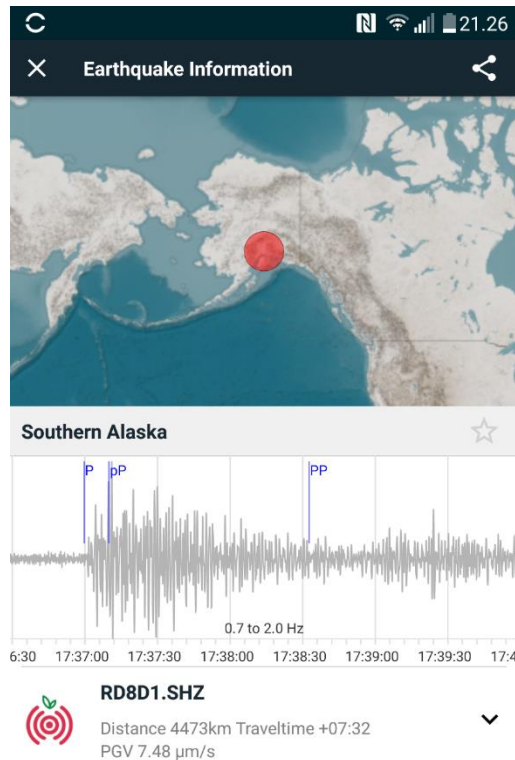 21.26
Earthquake Information
Southern Alaska
P pP PP
0.7 to 2.0 Hz
6:30 17:37:00 17:37:30 17:38:00 17:38:30 17:39:00 17:39:30 17:4
RD8D1.SHZ
Distance 4473km Traveltime +07:32
PGV 7.48 μm/s